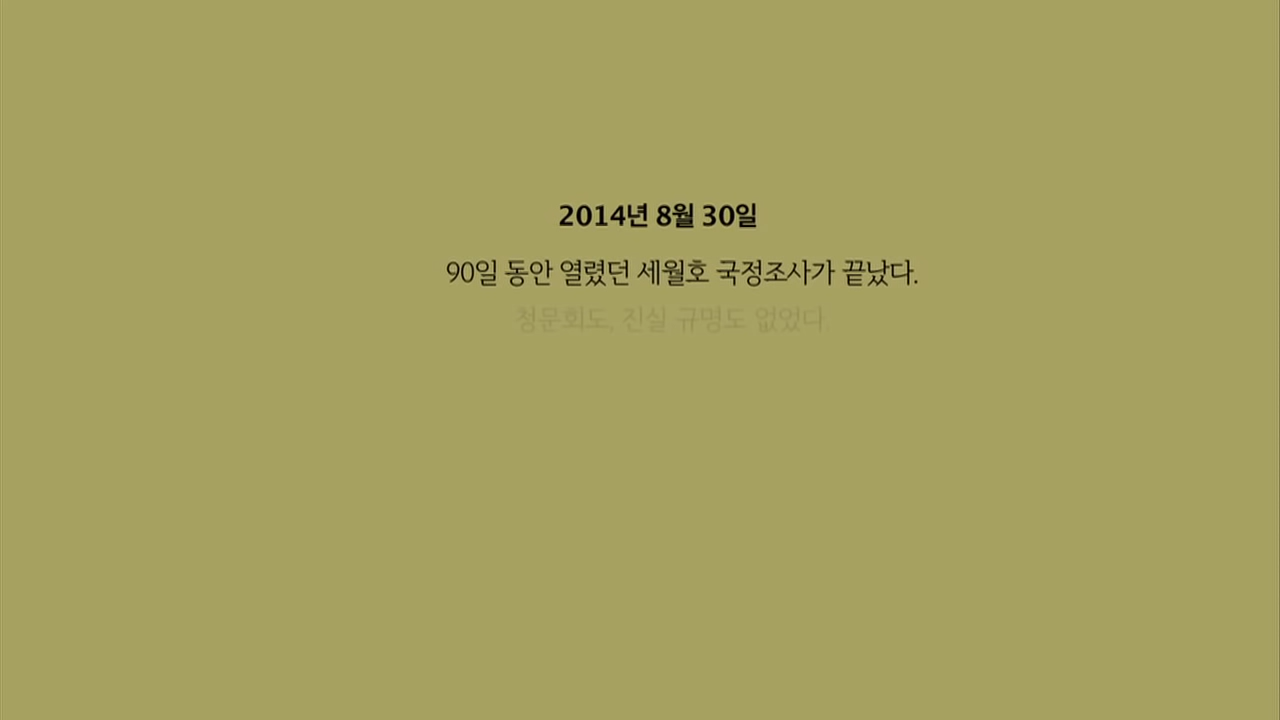 2014년 8월 30일
90일 동안 열렸던 세월호 국정조사가 끝났다.
청문회도, 진실 규명도 없었다.